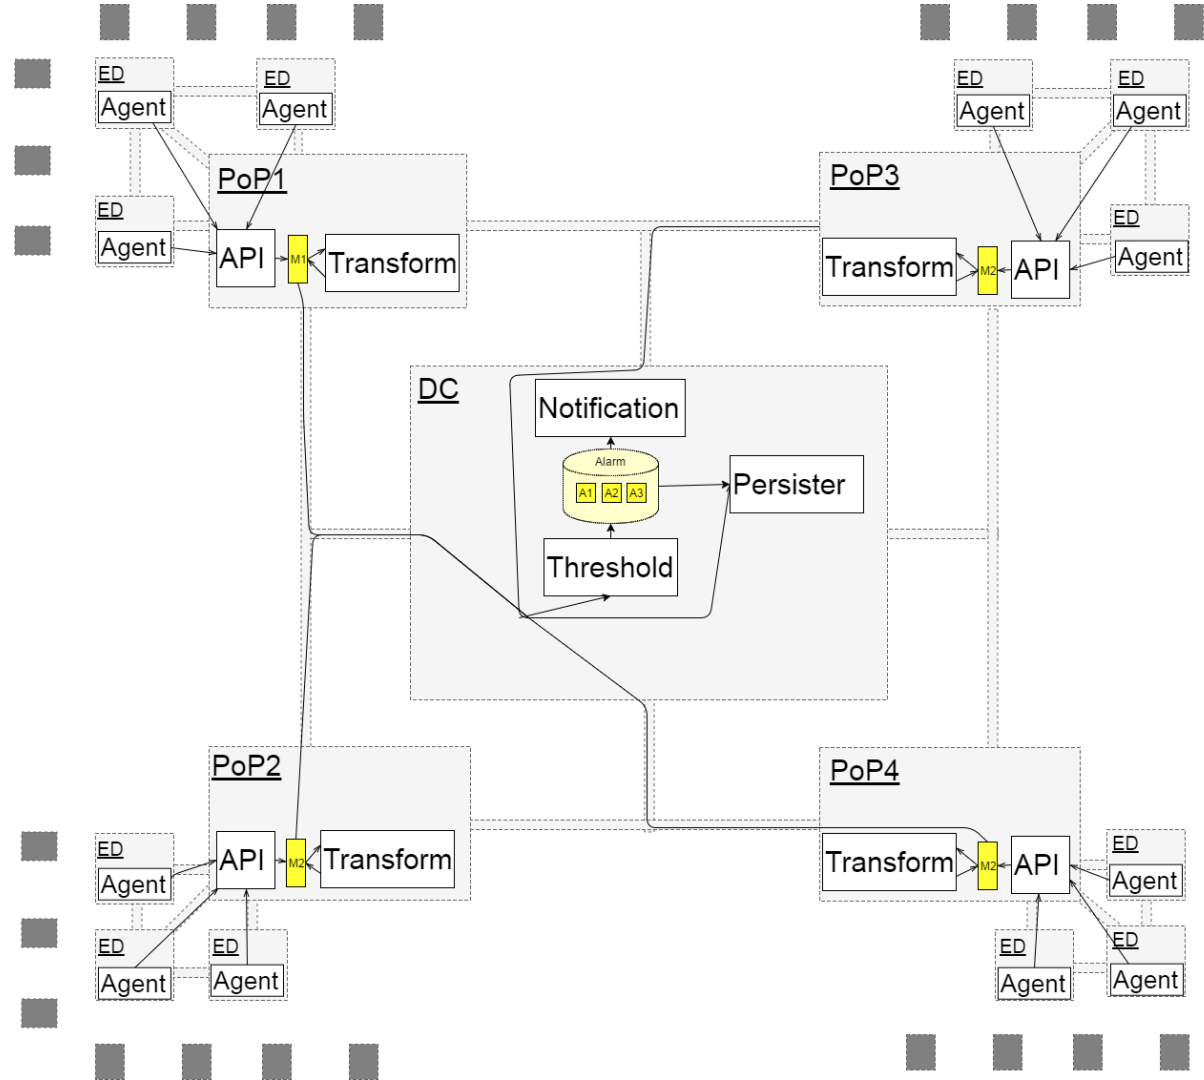 ED
Agent
ED
Agent
ED
Agent
PoP1
API
M1
Transform
ED
Agent
ED
Agent
ED
Agent
PoP3
Transform
M2
API
DC
Notification
Alarm
A1 A2 A3
Persister
Threshold
PoP2
API
M2
Transform
ED
Agent
ED
Agent
ED
Agent
PoP4
Transform
M2
API
ED
Agent
ED
Agent
ED
Agent